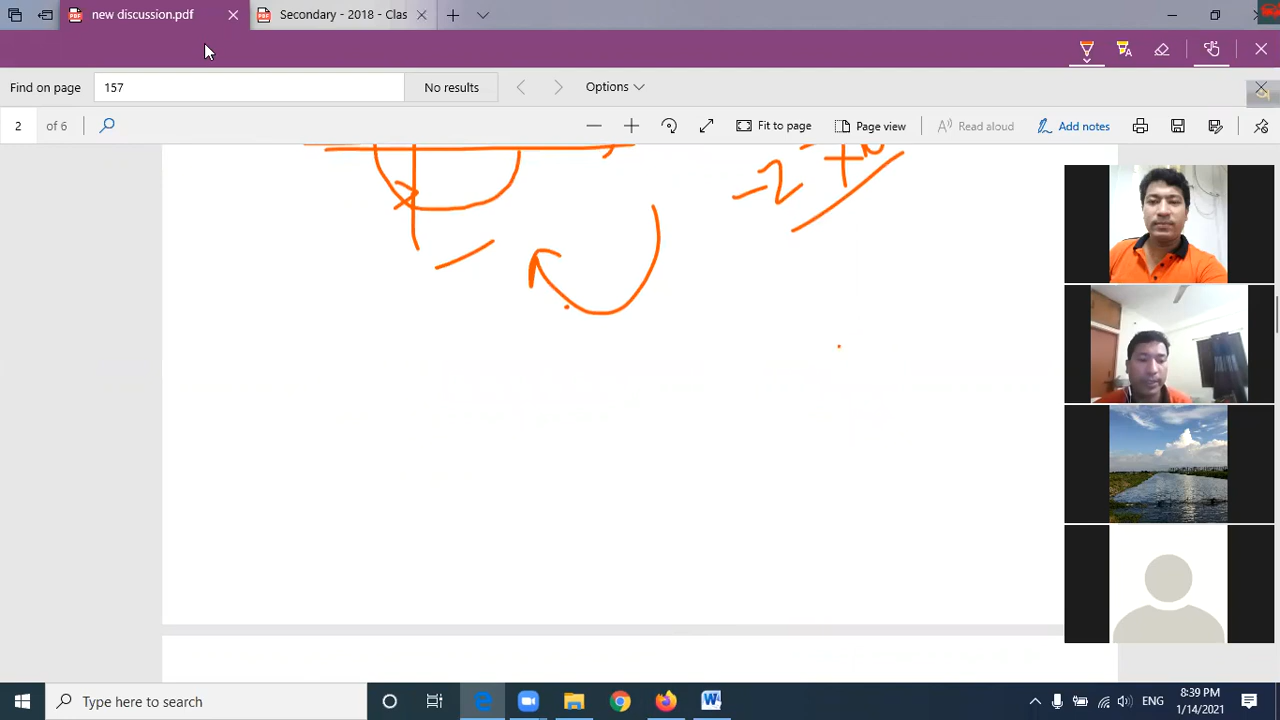 new discussion.pdf
Secondary - 2018 - Clas
Find on page
157
No results
Options
2
of 6
Fit to page
Page view
Read aloud
Add notes
-2
Type here to search
ENG
8:39 PM
1/14/2021